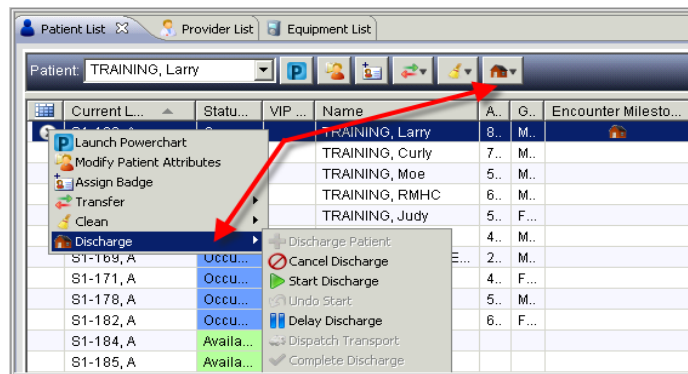 Patient List Provider List Equipment List
Patient: TRAINING, Larry P
Current L... Statu... VIP ... Name A.. G.. Encounter Milesto...
TRAINING, Larry 8.. M..
P Launch Powerchart TRAINING, Curly 7.. M..
Modify Patient Attributes TRAINING, Moe 5.. M..
Assign Badge TRAINING, RMHC 6.. M..
Transfer
Clean TRAINING, Judy 5.. F...
Discharge Discharge Patient 4.. M..
S1-169, A Occu... Cancel Discharge E... 2.. M..
S1-171, A Occu... Start Discharge 4.. F...
S1-178, A Occu... Undo Start 5.. M..
S1-182, A Occu... Delay Discharge 6.. F...
S1-184, A Availa... Dispatch Transport
S1-185, A Availa... Complete Discharge